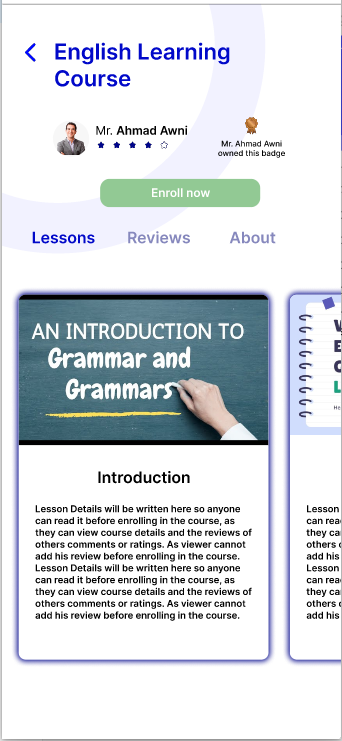 English Learning
Course
Mr. Ahmad Awni
Mr. Ahmad Awni
owned this badge
Enroll now
Lessons Reviews About
AN INTRODUCTION TO
Grammar and
Grammars
Introduction
Lesson Details will be written here so anyone
can read it before enrolling in the course, as
they can view course details and the reviews of
others comments or ratings. As viewer cannot
add his review before enrolling in the course.
Lesson Details will be written here so anyone
can read it before enrolling in the course, as
they can view course details and the reviews of
others comments or ratings. As viewer cannot
add his review before enrolling in the course.
Lesson
can rea
they ca
others
add his
Lesson
can rea
they ca
others
add his